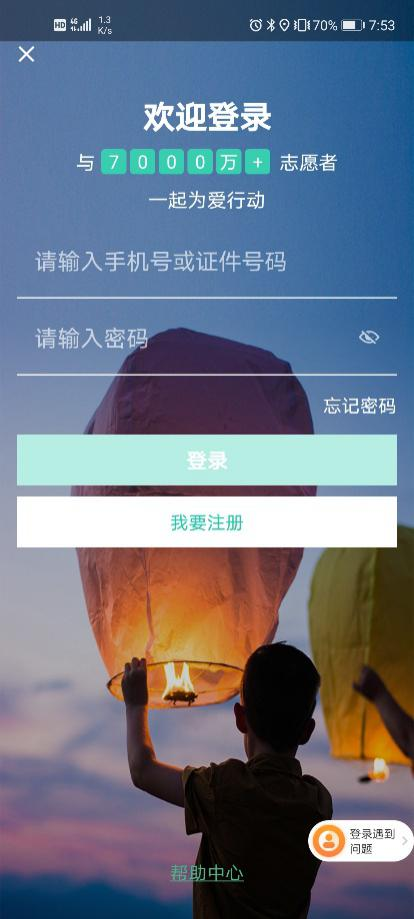 HD 4G 1.3 K/s 70% 7:53
欢迎登录
与 7000万+ 志愿者
一起为爱行动
请输入手机号或证件号码
请输入密码
忘记密码
登录
我要注册
登录遇到
问题
帮助中心